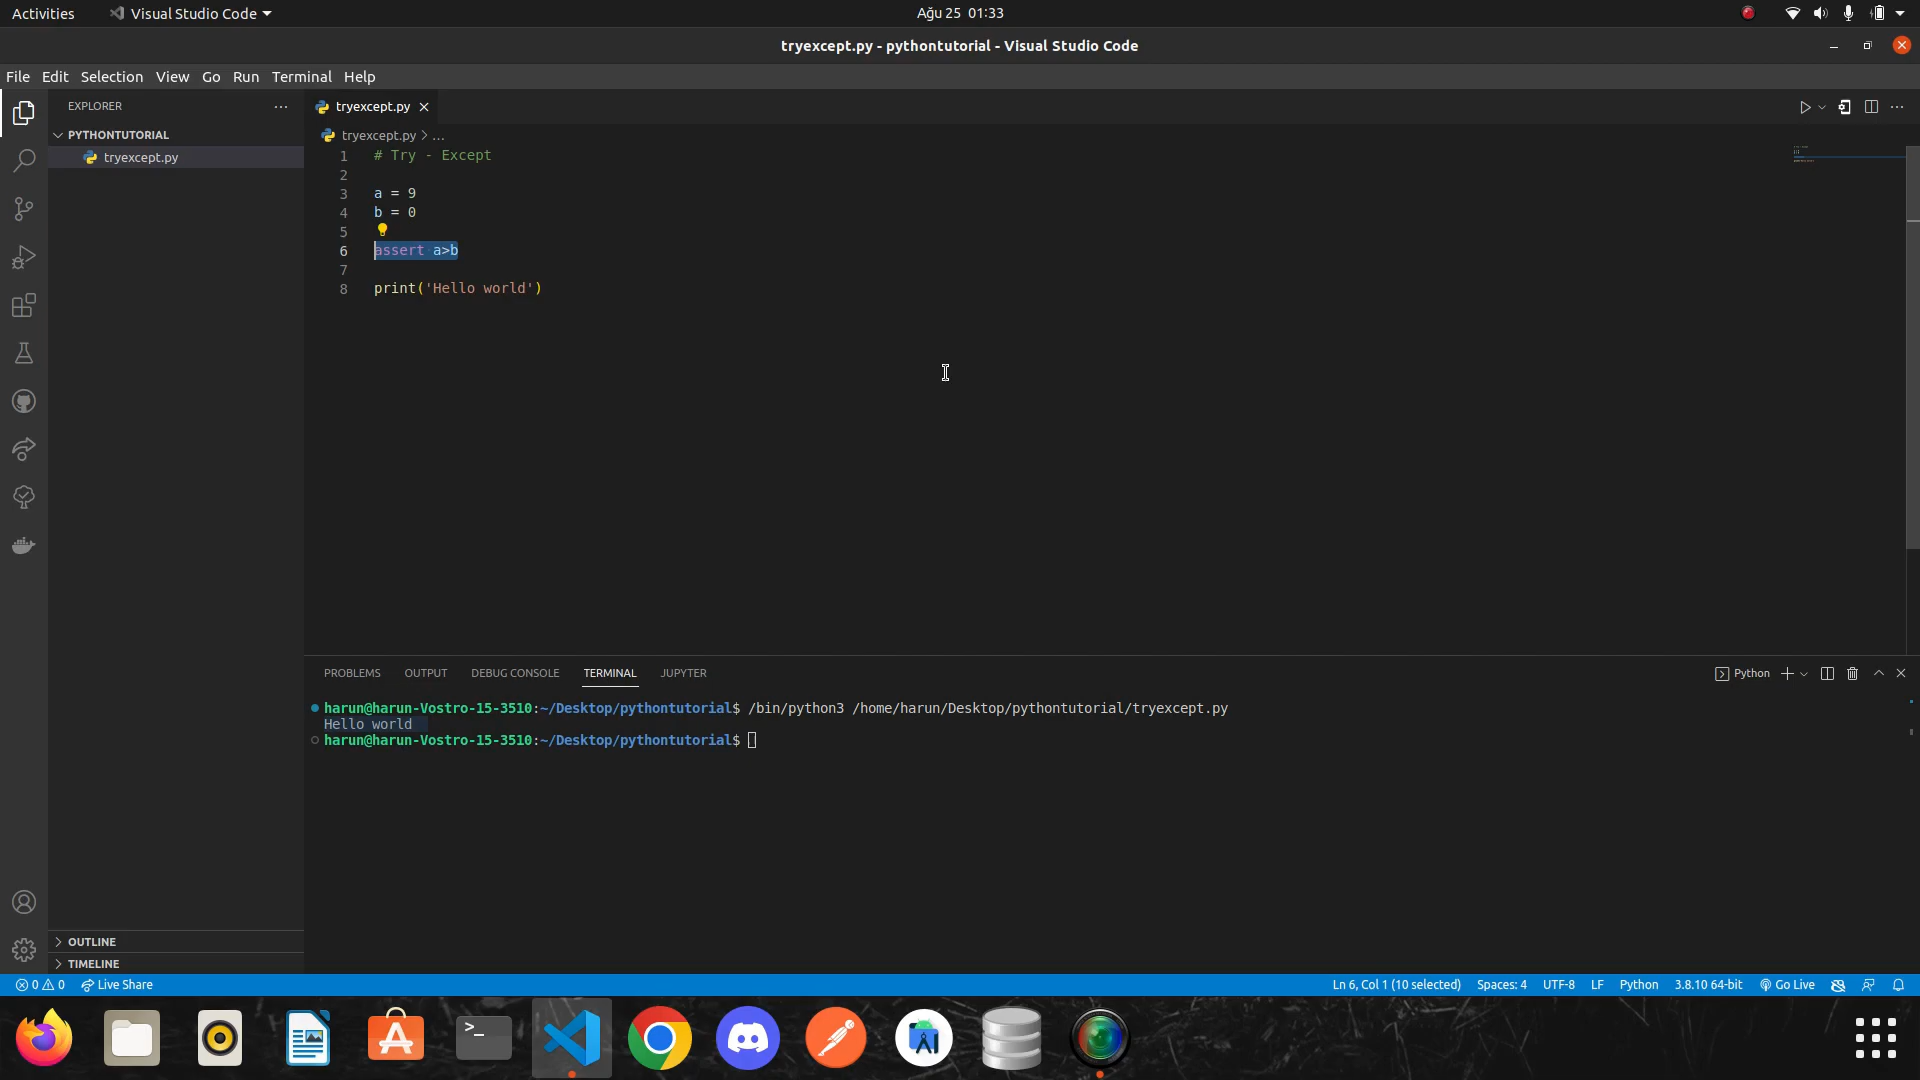 Activities Visual Studio Code Ağu 25 01:33
tryexcept.py - pythontutorial - Visual Studio Code
File Edit Selection View Go Run Terminal Help
EXPLORER
PYTHONTUTORIAL
tryexcept.py
OUTLINE
TIMELINE
tryexcept.py
tryexcept.py > ...
1 # Try - Except
2
3 a = 9
4 b = 0
5
6 assert a>b
7
8 print('Hello world')
PROBLEMS OUTPUT DEBUG CONSOLE TERMINAL JUPYTER Python
harun@harun-Vostro-15-3510:~/Desktop/pythontutorial$ /bin/python3 /home/harun/Desktop/pythontutorial/tryexcept.py
Hello world
harun@harun-Vostro-15-3510:~/Desktop/pythontutorial$
0 0 Live Share Ln 6, Col 1 (10 selected) Spaces: 4 UTF-8 LF Python 3.8.10 64-bit Go Live